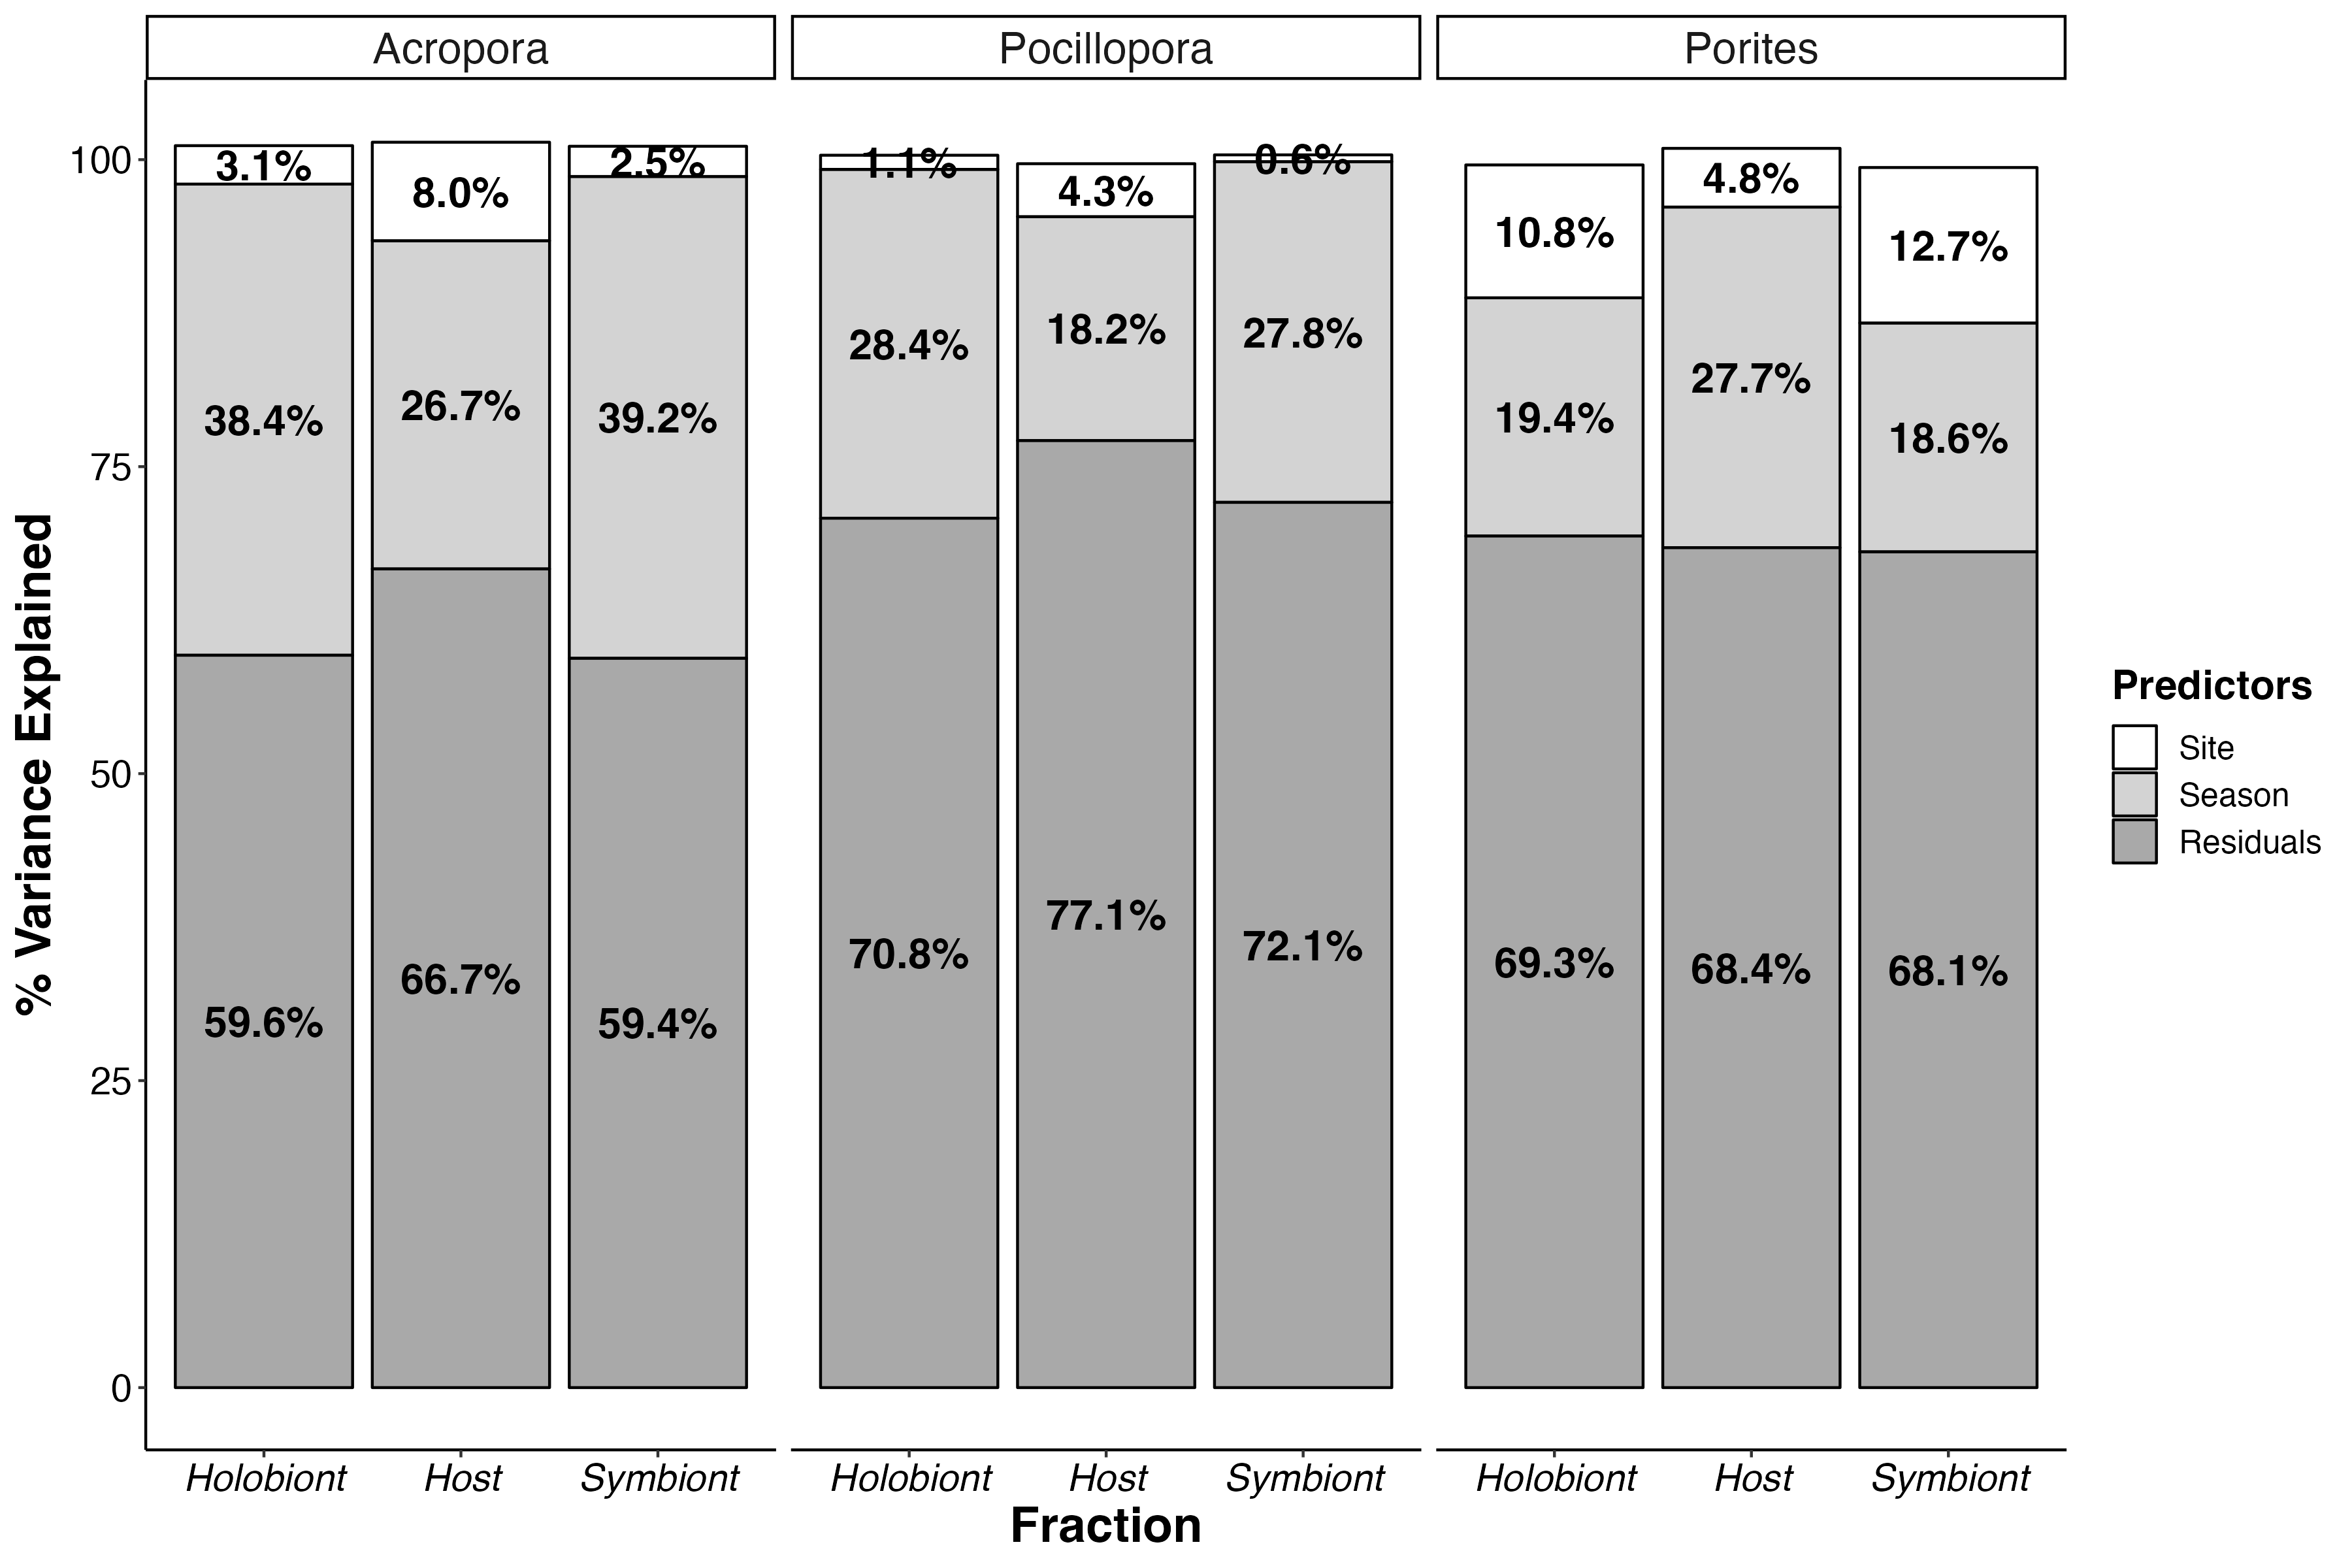 Acropora Pocillopora Porites
% Variance Explained
100
75
50
25
0
3.1% 8.0% 2.5% 1.1% 4.3% 0.6% 10.8% 4.8% 12.7%
38.4% 26.7% 39.2% 28.4% 18.2% 27.8% 19.4% 27.7% 18.6%
59.6% 66.7% 59.4% 70.8% 77.1% 72.1% 69.3% 68.4% 68.1%
Holobiont Host Symbiont Holobiont Host Symbiont Holobiont Host Symbiont
Fraction
Predictors
Site
Season
Residuals